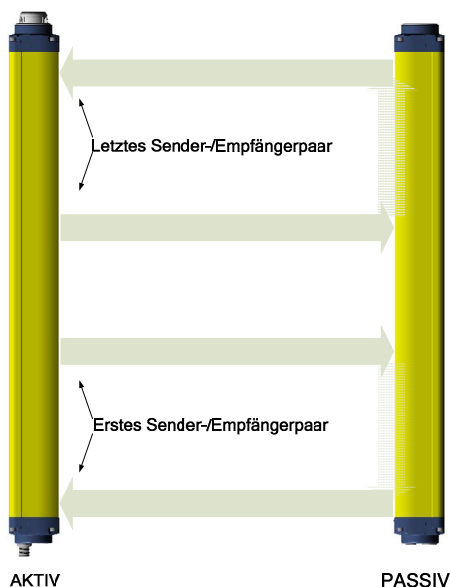 Letztes Sender-/Empfängerpaar
Erstes Sender-/Empfängerpaar
AKTIV
PASSIV